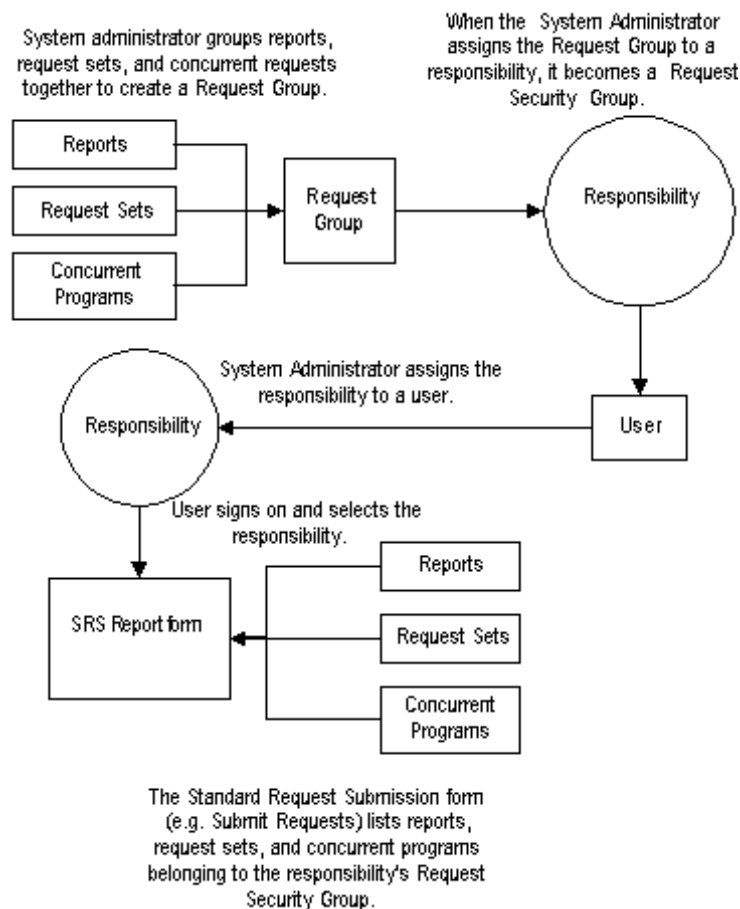 System administrator groups reports,
request sets, and concurrent requests
together to create a Request Group.
When the System Administrator
assigns the Request Group to a
responsibility, it becomes a Request
Security Group.
Reports
Request Sets
Concurrent
Programs
Request
Group
Responsibility
System Administrator assigns the
responsibility to a user.
Responsibility
User
User signs on and selects the
responsibility.
SRS Report form
Reports
Request Sets
Concurrent
Programs
The Standard Request Submission form
(e.g. Submit Requests) lists reports,
request sets, and concurrent programs
belonging to the responsibility's Request
Security Group.